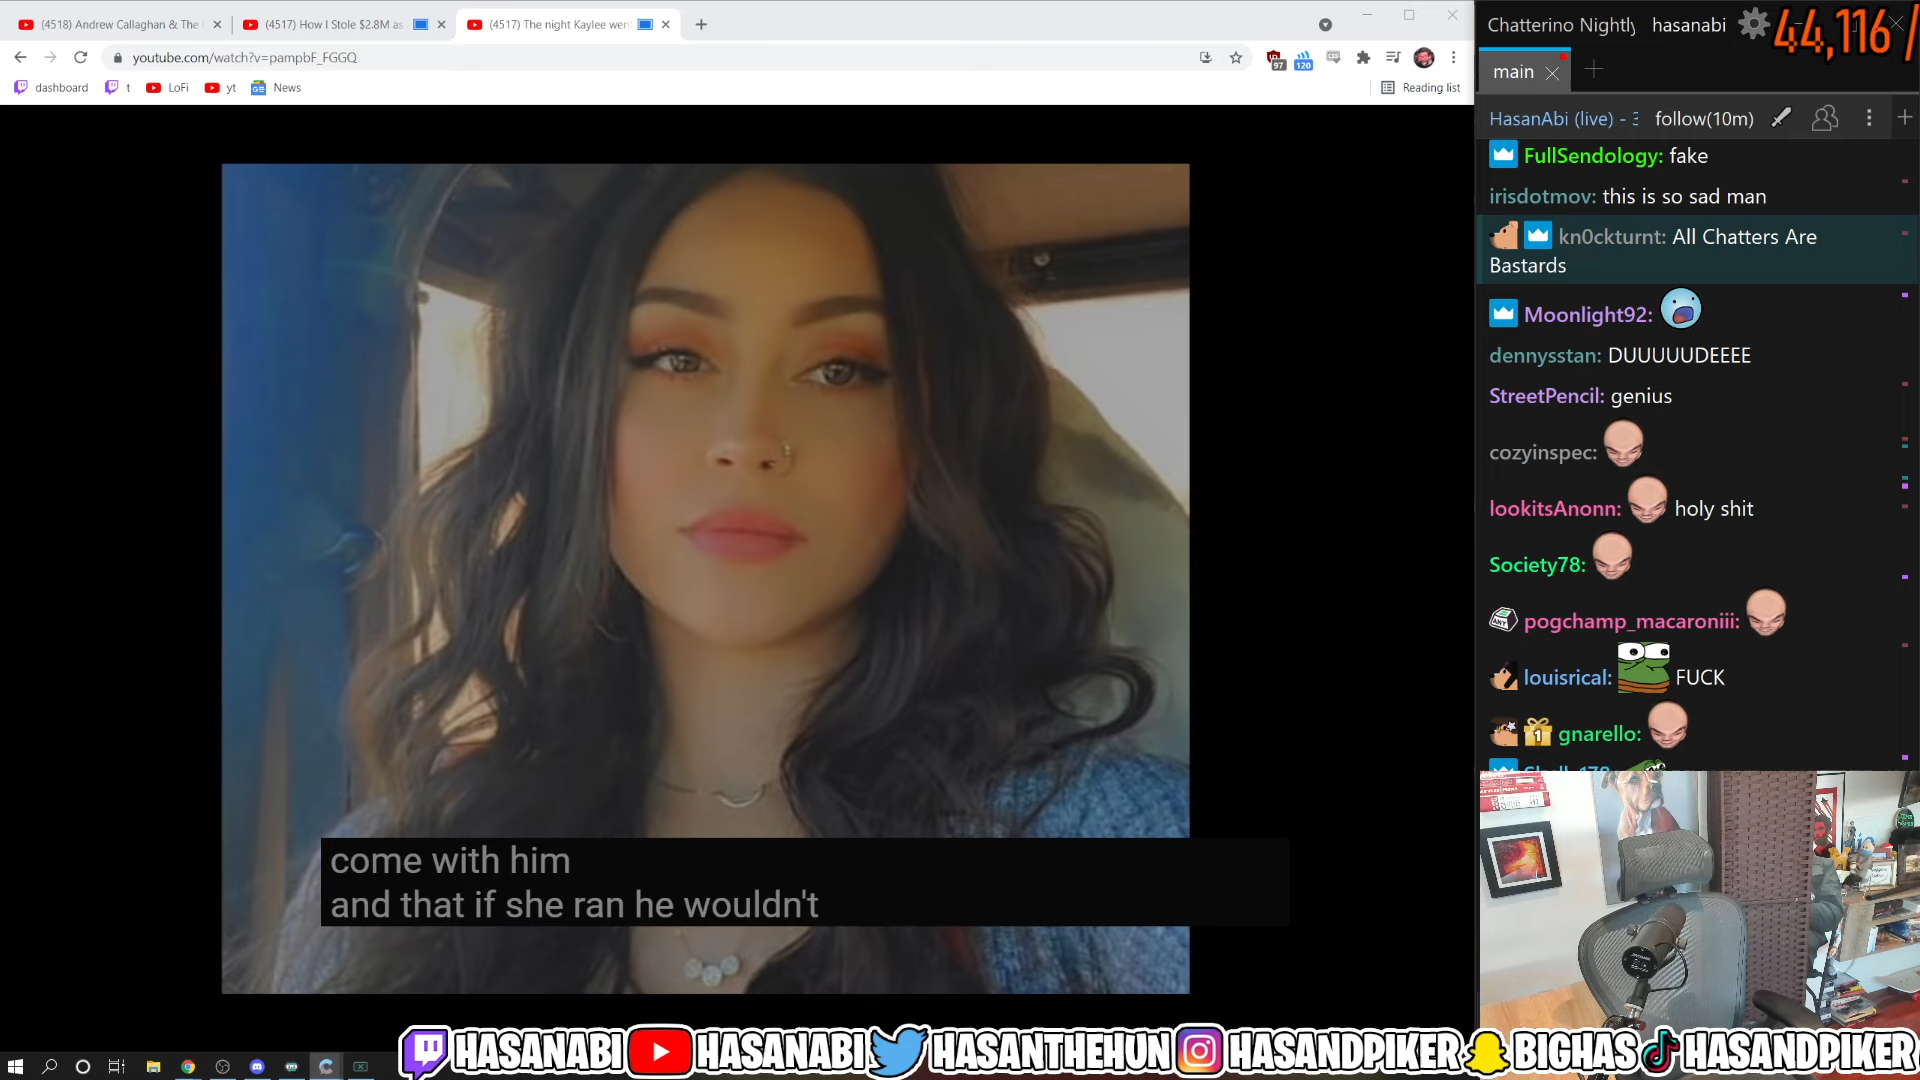 (4518) Andrew Callaghan & The
(4517) How I Stole $2.8M as
(4517) The night Kaylee wen
youtube.com/watch?v=pampbF_FGGQ
97
120
dashboard
t
LoFi
yt
News
Reading list
come with him
and that if she ran he wouldn't
Chatterino Nightly
hasanabi
44,116 /
main
HasanAbi (live) - 3
follow(10m)
FullSendology: fake
irisdotmov: this is so sad man
kn0ckturnt: All Chatters Are
Bastards
Moonlight92:
dennysstan: DUUUUUDEEEE
StreetPencil: genius
cozyinspec:
lookitsAnonn: holy shit
Society78:
pogchamp_macaroniii:
louisrical: FUCK
1 gnarello:
HASANABI HASANABI HASANTHEHUN HASANDPIKER BIGHAS HASANDPIKER